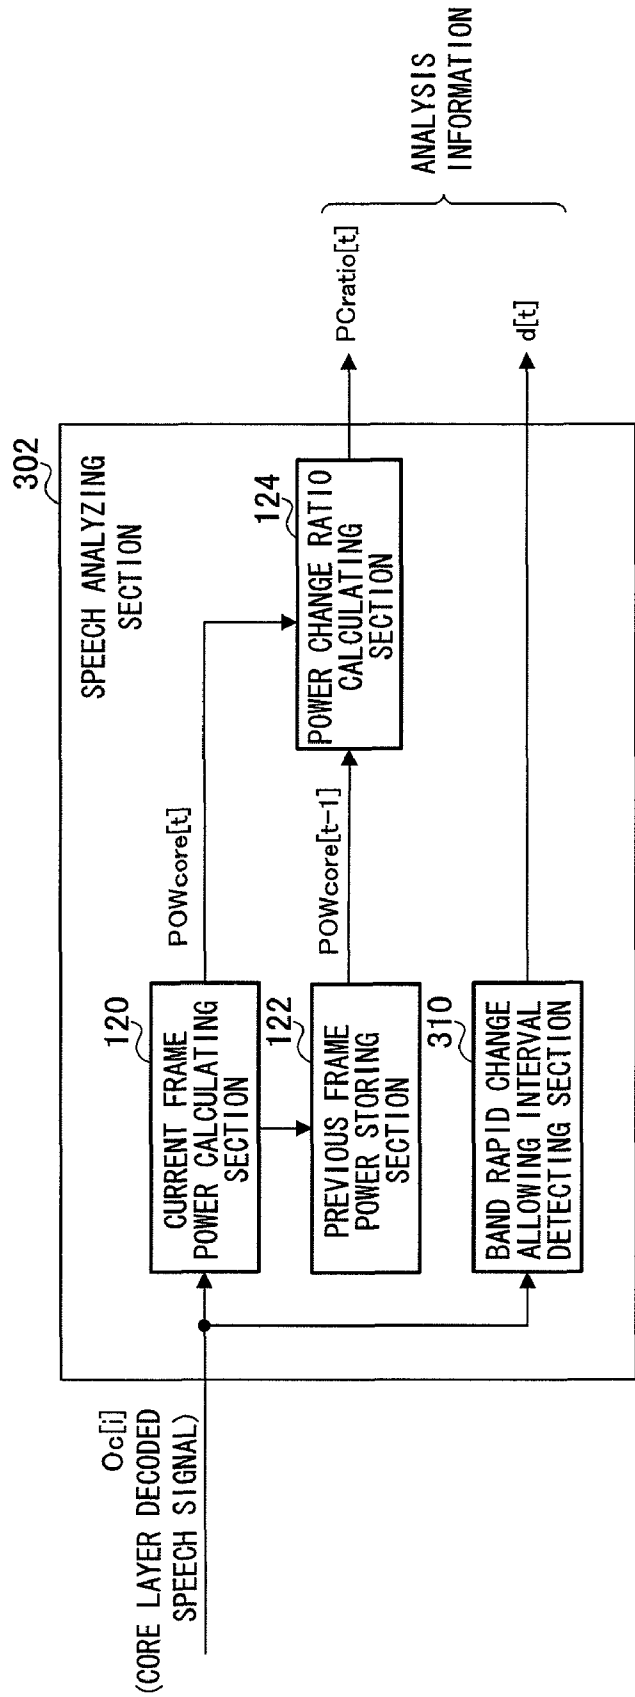 Oc[i]
(CORE LAYER DECODED
SPEECH SIGNAL)
302
SPEECH ANALYZING
SECTION
120
CURRENT FRAME
POWER CALCULATING
SECTION
POWcore[t]
122
PREVIOUS FRAME
POWER STORING
SECTION
POWcore[t-1]
124
POWER CHANGE RATIO
CALCULATING
SECTION
PCratio[t]
310
BAND RAPID CHANGE
ALLOWING INTERVAL
DETECTING SECTION
d[t]
ANALYSIS
INFORMATION